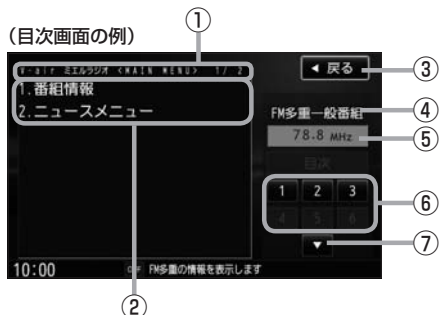 (目次画面の例)
①
V-air ミエルラジオ <MAIN MENU> 1/ 2
1.番組情報
2.ニュースメニュー
◀ 戻る
③
FM多重一般番組
④
78.8 MHz
⑤
目次
1 2 3
⑥
4 5 6
▼
⑦
10:00
OFF FM多重の情報を表示します
②